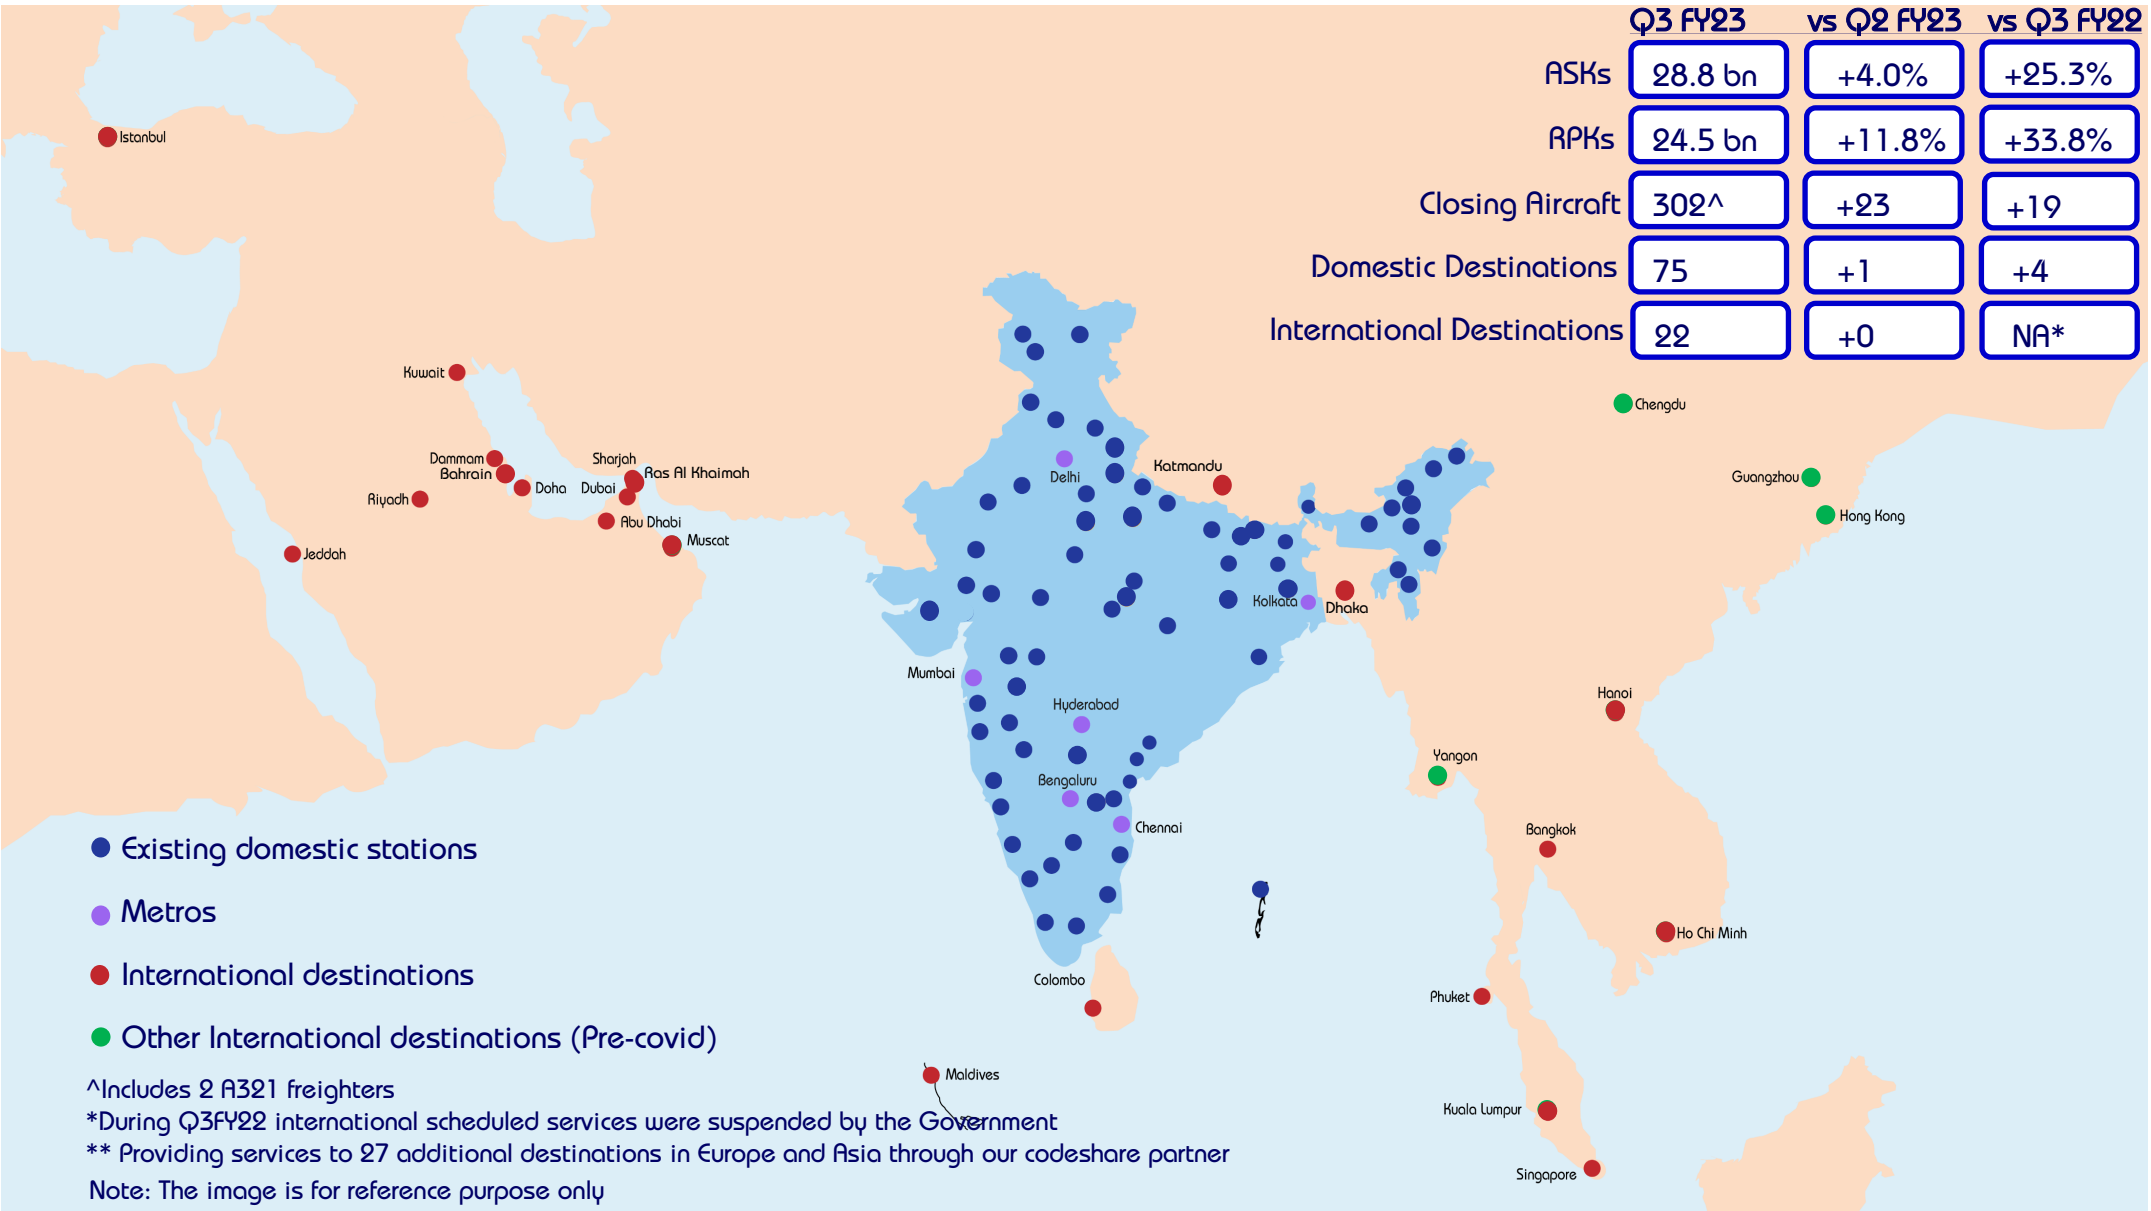 Q3 FY23 vs Q2 FY23 vs Q3 FY22
ASKs 28.8 bn +4.0% +25.3%
RPKs 24.5 bn +11.8% +33.8%
Closing Aircraft 302^ +23 +19
Domestic Destinations 75 +1 +4
International Destinations 22 +0 NA*
Istanbul
Kuwait
Dammam
Bahrain
Riyadh
Doha
Sharjah
Ras Al Khaimah
Dubai
Abu Dhabi
Muscat
Jeddah
Delhi
Katmandu
Kolkata
Dhaka
Mumbai
Hyderabad
Bengaluru
Chennai
Colombo
Maldives
Chengdu
Guangzhou
Hong Kong
Hanoi
Yangon
Bangkok
Ho Chi Minh
Phuket
Kuala Lumpur
Singapore
Existing domestic stations
Metros
International destinations
Other International destinations (Pre-covid)
^Includes 2 A321 freighters
*During Q3FY22 international scheduled services were suspended by the Government
** Providing services to 27 additional destinations in Europe and Asia through our codeshare partner
Note: The image is for reference purpose only